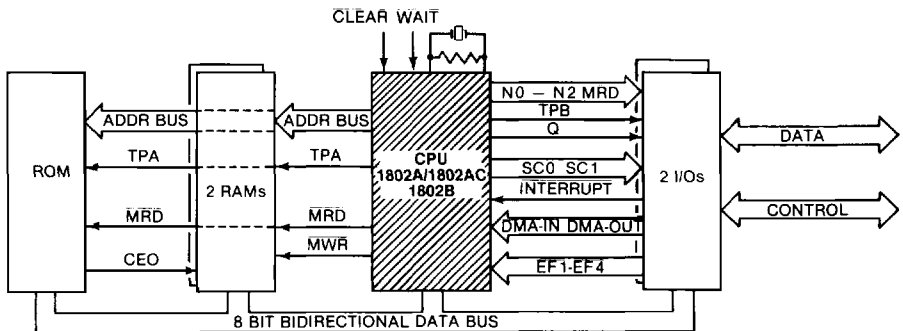 CLEAR WAIT
N0 – N2 MRD
ADDR BUS
ADDR BUS
TPB
Q
TPA
TPA
CPU
1802A/1802AC
1802B
DATA
ROM
2 RAMs
SC0 SC1
2 I/Os
INTERRUPT
MRD
MRD
DMA-IN DMA-OUT
CONTROL
MWR
CEO
EF1-EF4
8 BIT BIDIRECTIONAL DATA BUS